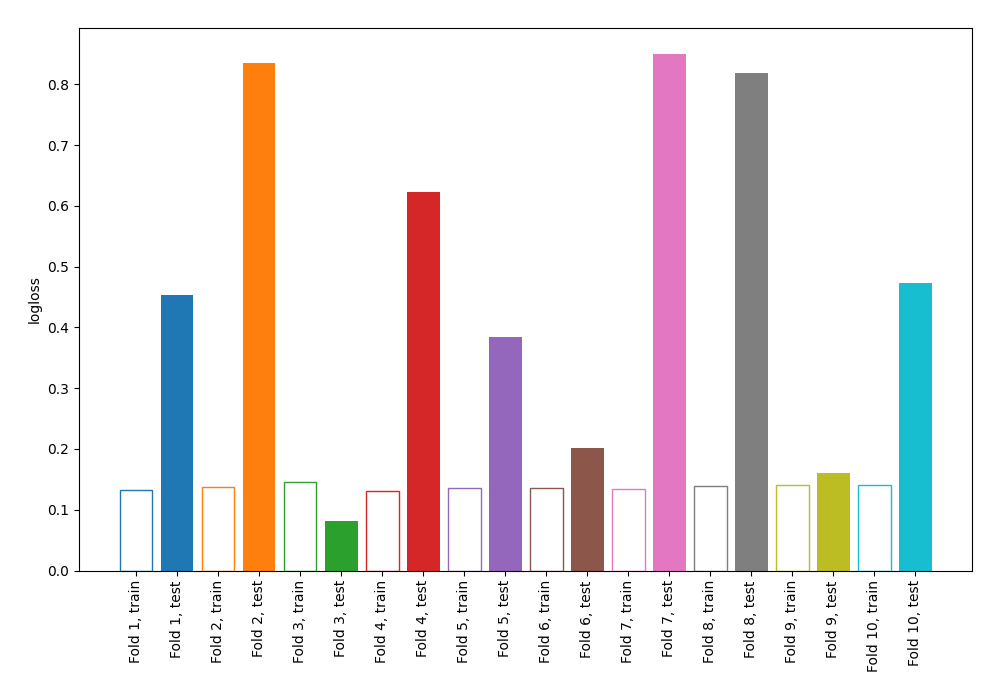 logloss
0.8
0.7
0.6
0.5
0.4
0.3
0.2
0.1
0.0
Fold 1, train
Fold 1, test
Fold 2, train
Fold 2, test
Fold 3, train
Fold 3, test
Fold 4, train
Fold 4, test
Fold 5, train
Fold 5, test
Fold 6, train
Fold 6, test
Fold 7, train
Fold 7, test
Fold 8, train
Fold 8, test
Fold 9, train
Fold 9, test
Fold 10, train
Fold 10, test